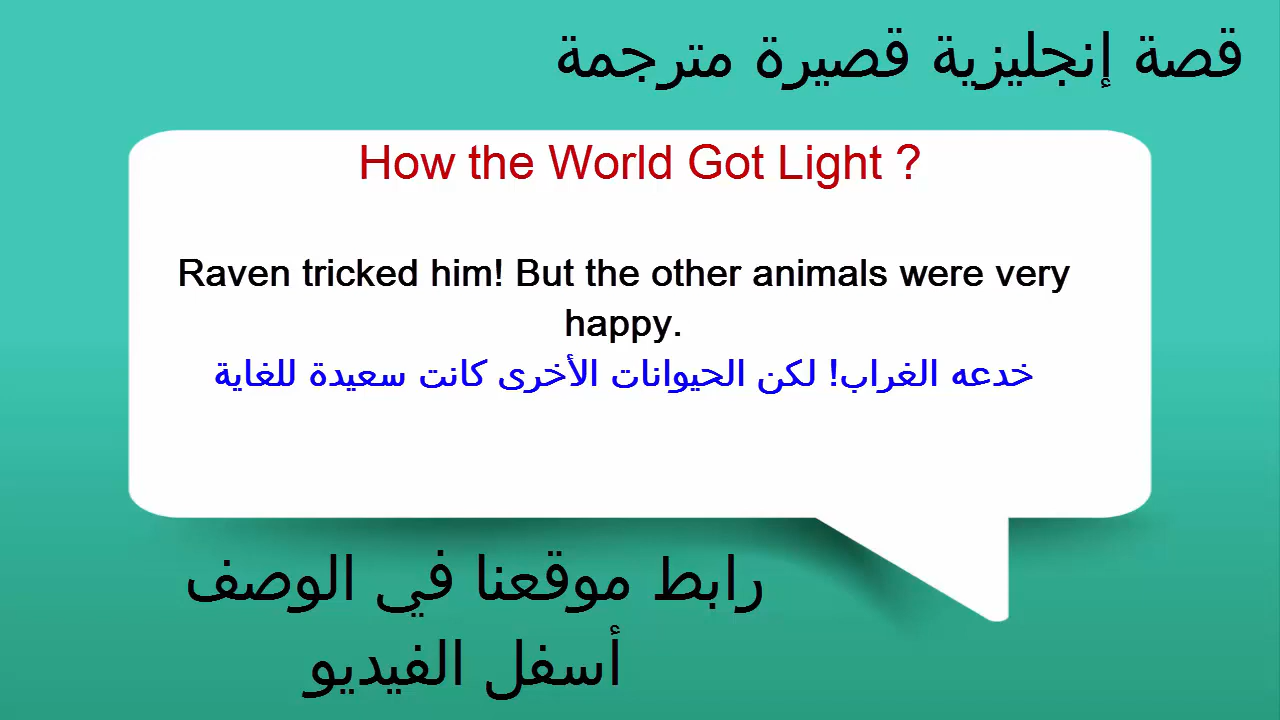 قصة إنجليزية قصيرة مترجمة
How the World Got Light ?
Raven tricked him! But the other animals were very
happy.
خدعه الغراب! لكن الحيوانات الأخرى كانت سعيدة للغاية
رابط موقعنا في الوصف
أسفل الفيديو